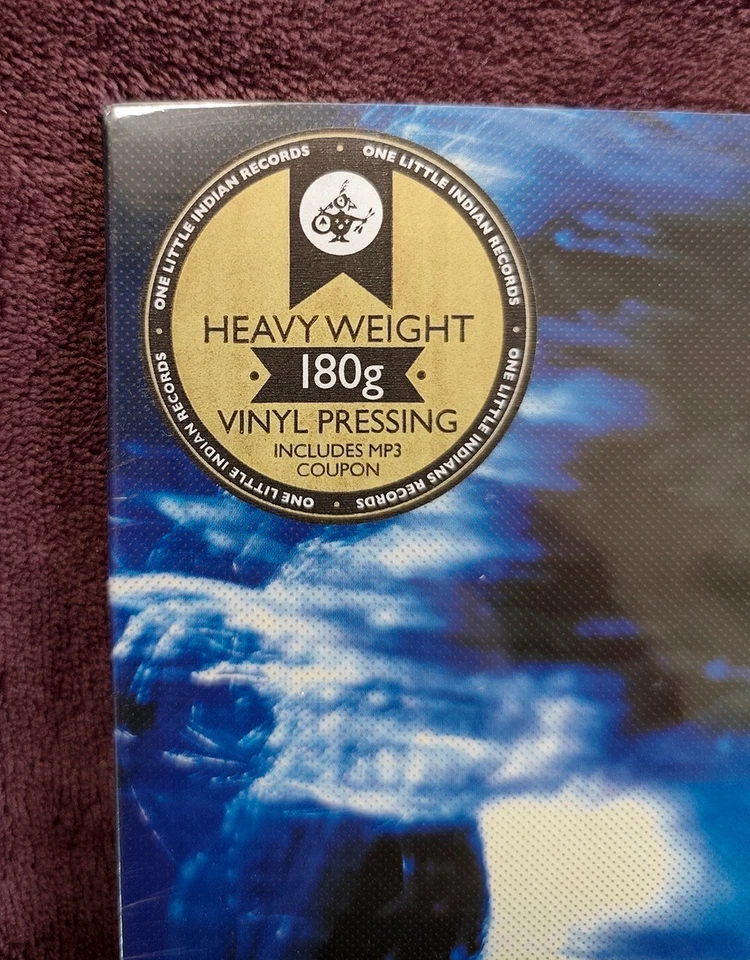 ONE LITTLE INDIAN RECORDS • ONE LITTLE INDIAN RECORDS • ONE LITTLE INDIANS RECORDS • ONE LITTLE INDIAN RECORDS •
HEAVY WEIGHT
180g
VINYL PRESSING
INCLUDES MP3
COUPON